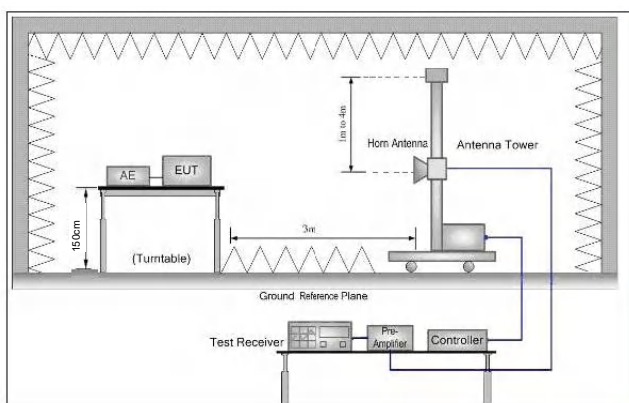 1m to 4m
Horn Antenna
Antenna Tower
AE
EUT
150cm
(Turntable)
3m
Ground Reference Plane
Test Receiver
Pre-
Amplifier
Controller